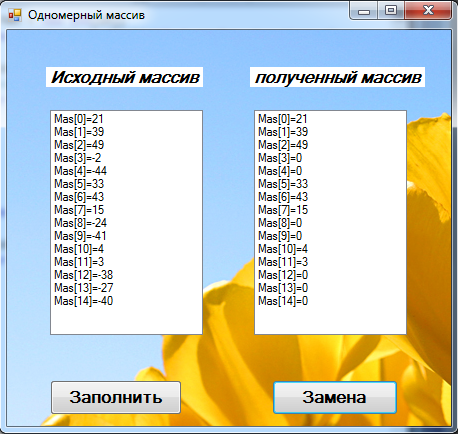 Одномерный массив
Исходный массив
полученный массив
Mas[0]=21
Mas[1]=39
Mas[2]=49
Mas[3]=-2
Mas[4]=-44
Mas[5]=33
Mas[6]=43
Mas[7]=15
Mas[8]=-24
Mas[9]=-41
Mas[10]=4
Mas[11]=3
Mas[12]=-38
Mas[13]=-27
Mas[14]=-40
Mas[0]=21
Mas[1]=39
Mas[2]=49
Mas[3]=0
Mas[4]=0
Mas[5]=33
Mas[6]=43
Mas[7]=15
Mas[8]=0
Mas[9]=0
Mas[10]=4
Mas[11]=3
Mas[12]=0
Mas[13]=0
Mas[14]=0
Заполнить
Замена